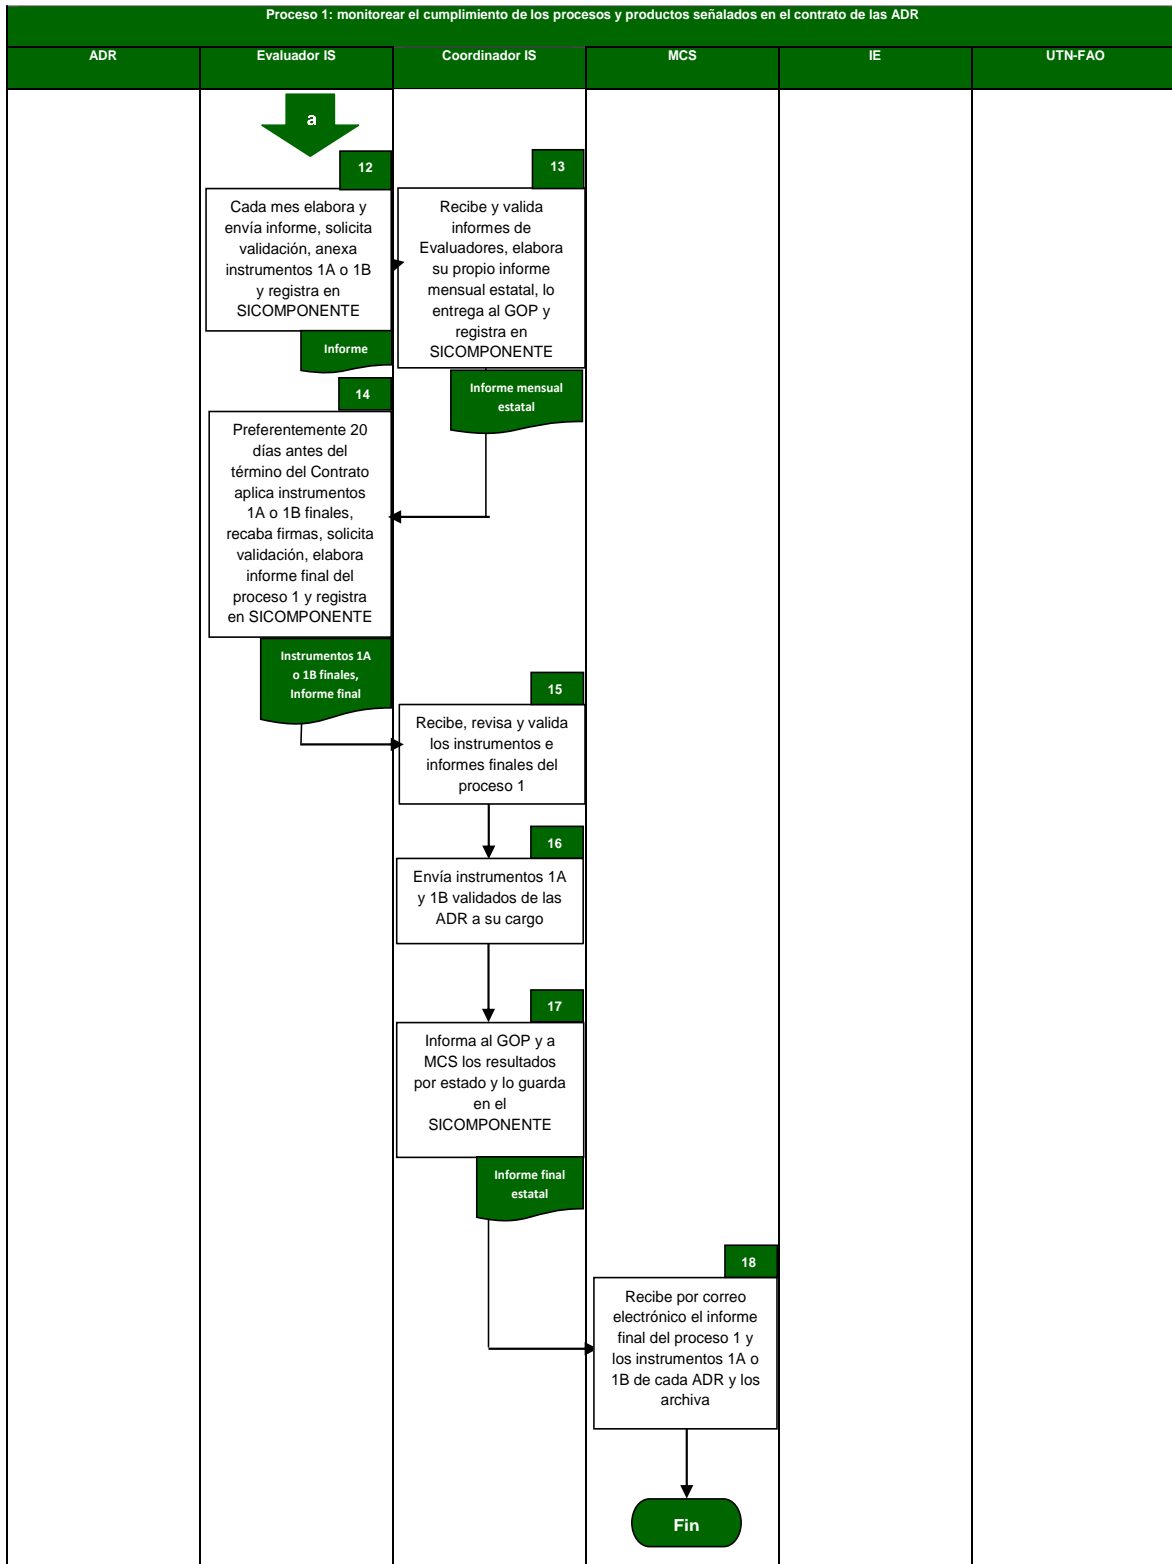 Proceso 1: monitorear el cumplimiento de los procesos y productos señalados en el contrato de las ADR
ADR
Evaluador IS
Coordinador IS
MCS
IE
UTN-FAO
a
12
Cada mes elabora y
envía informe, solicita
validación, anexa
instrumentos 1A o 1B
y registra en
SICOMPONENTE
Informe
13
Recibe y valida
informes de
Evaluadores, elabora
su propio informe
mensual estatal, lo
entrega al GOP y
registra en
SICOMPONENTE
Informe mensual
estatal
14
Preferentemente 20
días antes del
término del Contrato
aplica instrumentos
1A o 1B finales,
recaba firmas, solicita
validación, elabora
informe final del
proceso 1 y registra
en SICOMPONENTE
Instrumentos 1A
o 1B finales,
Informe final
15
Recibe, revisa y valida
los instrumentos e
informes finales del
proceso 1
16
Envía instrumentos 1A
y 1B validados de las
ADR a su cargo
17
Informa al GOP y a
MCS los resultados
por estado y lo guarda
en el
SICOMPONENTE
Informe final
estatal
18
Recibe por correo
electrónico el informe
final del proceso 1 y
los instrumentos 1A o
1B de cada ADR y los
archiva
Fin